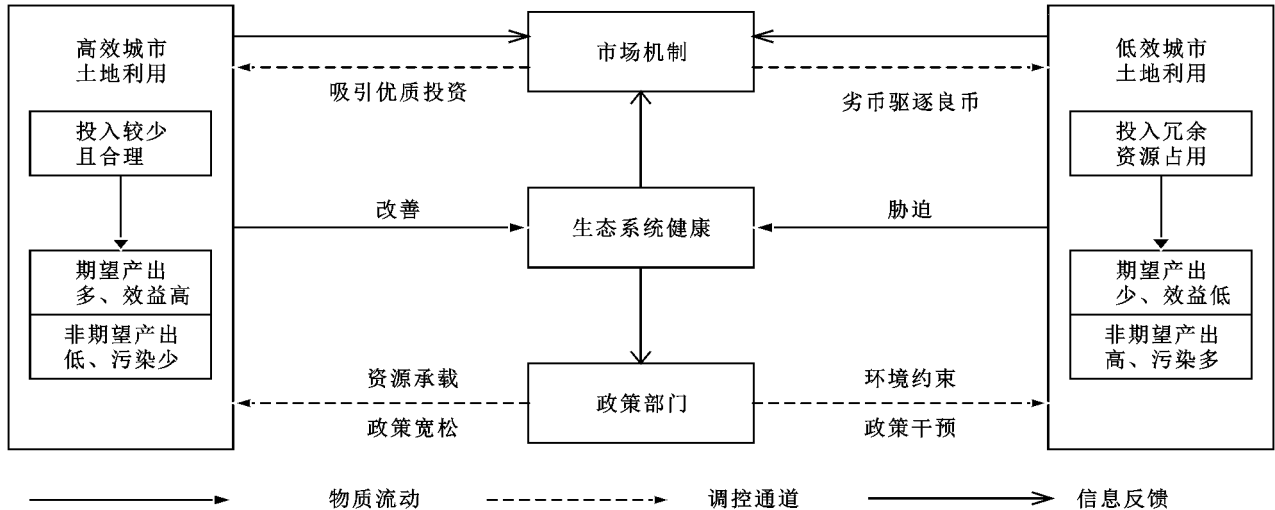 高效城市
土地利用
投入较少
且合理
期望产出
多、效益高
非期望产出
低、污染少
市场机制
吸引优质投资
劣币驱逐良币
改善
生态系统健康
胁迫
资源承载
政策宽松
政策部门
环境约束
政策干预
低效城市
土地利用
投入冗余
资源占用
期望产出
少、效益低
非期望产出
高、污染多
物质流动
调控通道
信息反馈